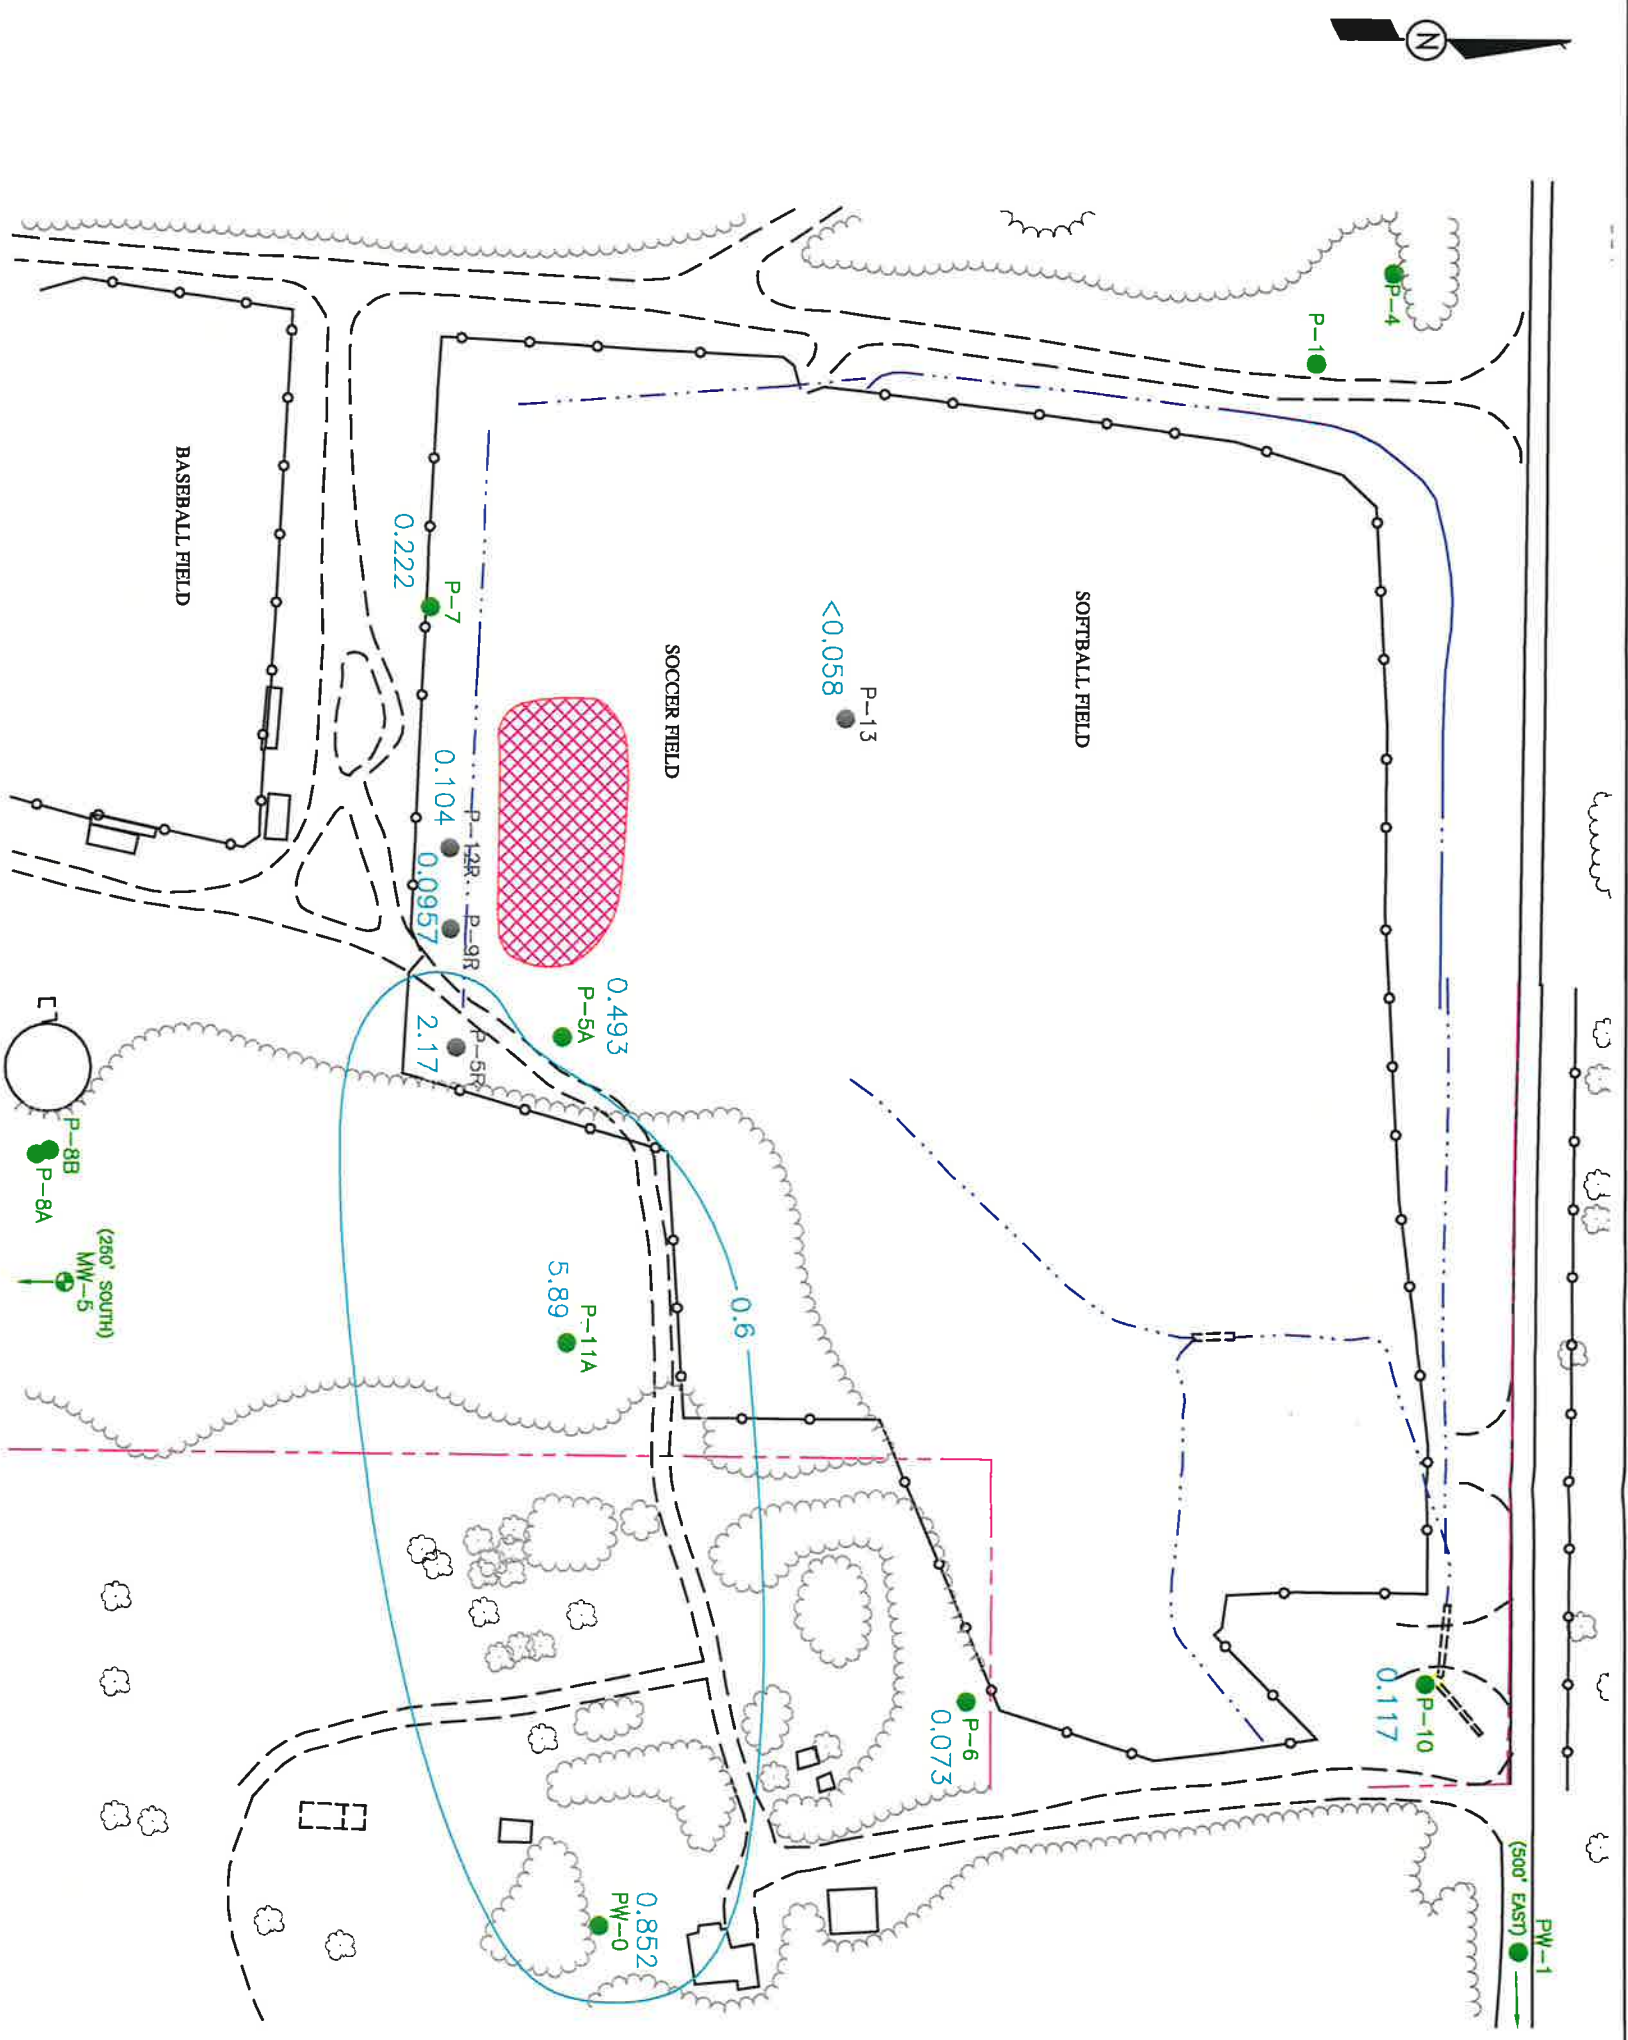 PW-1
(500' EAST)
N
P-4
P-10
0.117
P-1
SOFTBALL FIELD
P-6
0.073
P-13
<0.058
0.6
SOCCER FIELD
0.852
PW-0
0.493
P-5A
P-11A
5.89
P-7
0.222
P-12R
0.104
P-9R
0.0957
P-5R
2.17
BASEBALL FIELD
(250' SOUTH)
MW-5
P-8B
P-8A